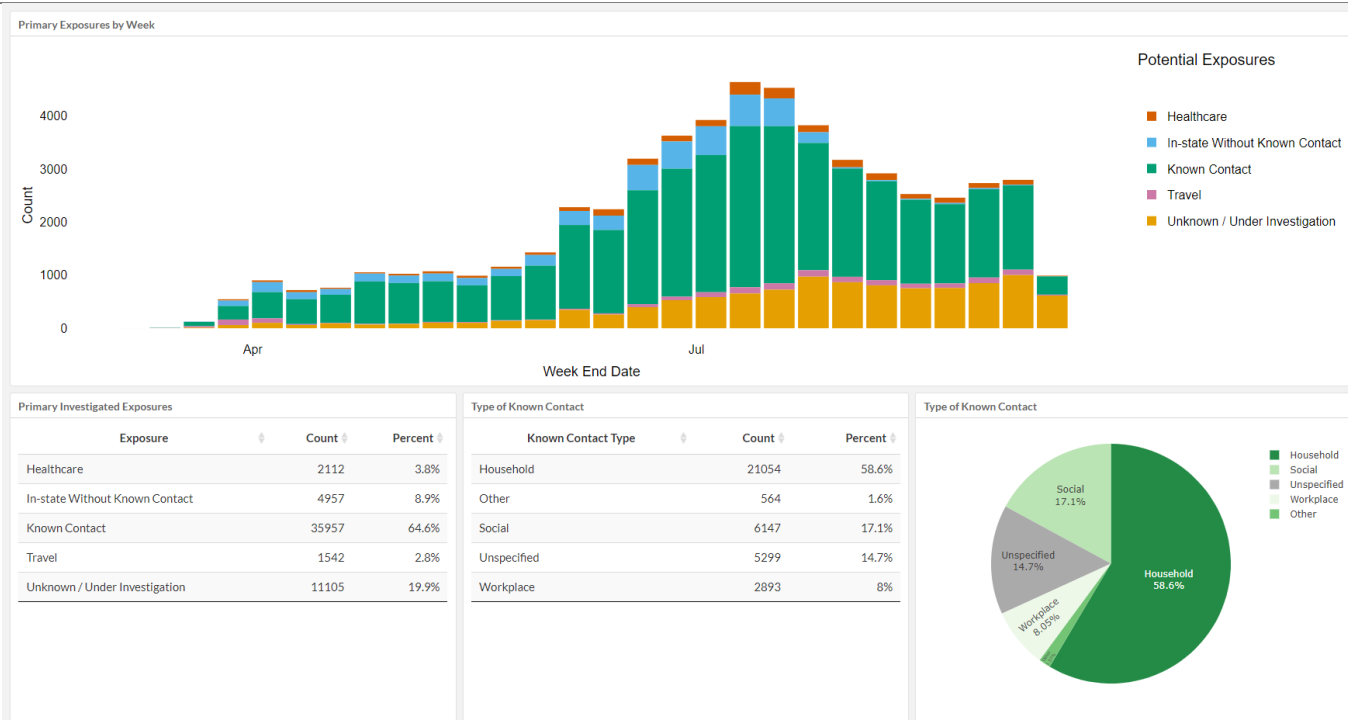 Primary Exposures by Week
Potential Exposures
Healthcare
In-state Without Known Contact
Known Contact
Travel
Unknown / Under Investigation
Count
4000
3000
2000
1000
0
Apr
Jul
Week End Date
Primary Investigated Exposures
Exposure Count Percent
Healthcare 2112 3.8%
In-state Without Known Contact 4957 8.9%
Known Contact 35957 64.6%
Travel 1542 2.8%
Unknown / Under Investigation 11105 19.9%
Type of Known Contact
Known Contact Type Count Percent
Household 21054 58.6%
Other 564 1.6%
Social 6147 17.1%
Unspecified 5299 14.7%
Workplace 2893 8%
Type of Known Contact
Social
17.1%
Unspecified
14.7%
Workplace
8.05%
Household
58.6%
Household
Social
Unspecified
Workplace
Other